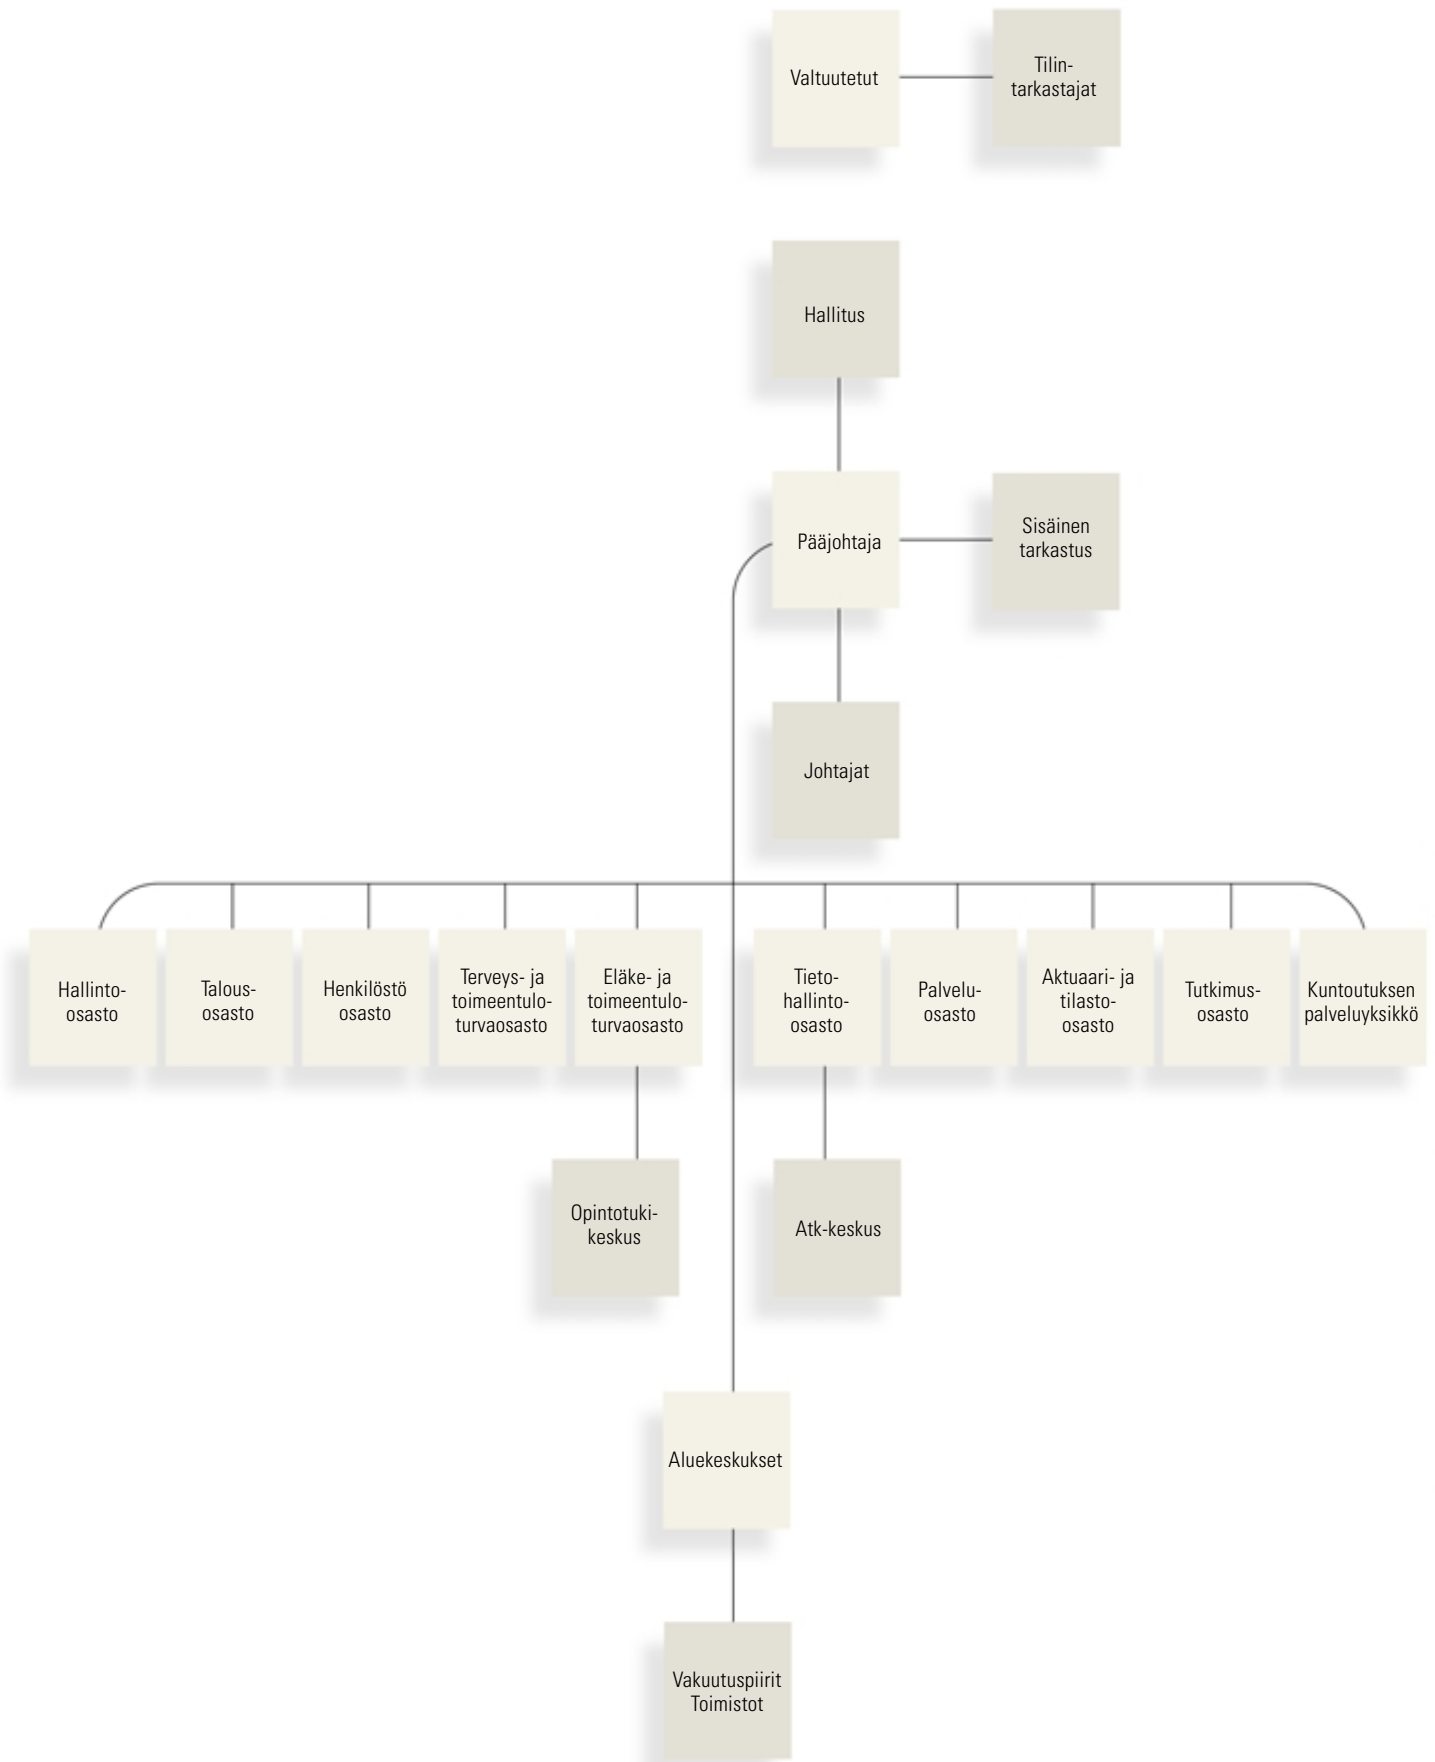 Valtuutetut
Tilin-
tarkastajat
Hallitus
Pääjohtaja
Sisäinen
tarkastus
Johtajat
Hallinto-
osasto
Talous-
osasto
Henkilöstö
osasto
Terveys- ja
toimeentulo-
turvaosasto
Eläke- ja
toimeentulo-
turvaosasto
Tieto-
hallinto-
osasto
Palvelu-
osasto
Aktuaari- ja
tilasto-
osasto
Tutkimus-
osasto
Kuntoutuksen
palveluyksikkö
Opintotuki-
keskus
Atk-keskus
Aluekeskukset
Vakuutuspiirit
Toimistot